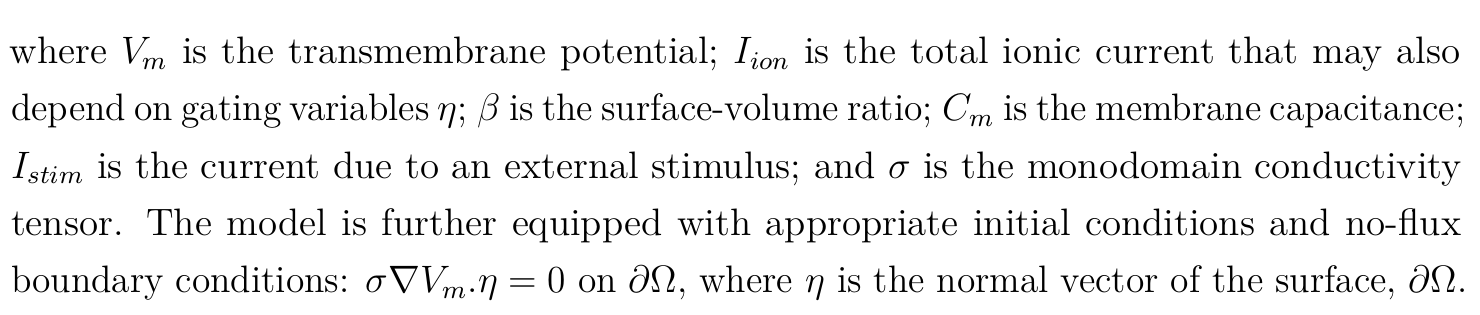 where $V_m$ is the transmembrane potential; $I_{ion}$ is the total ionic current that may also
depend on gating variables $\eta$; $\beta$ is the surface-volume ratio; $C_m$ is the membrane capacitance;
$I_{stim}$ is the current due to an external stimulus; and $\sigma$ is the monodomain conductivity
tensor. The model is further equipped with appropriate initial conditions and no-flux
boundary conditions: $\sigma \nabla V_m . \eta = 0$ on $\partial\Omega$, where $\eta$ is the normal vector of the surface, $\partial\Omega$.